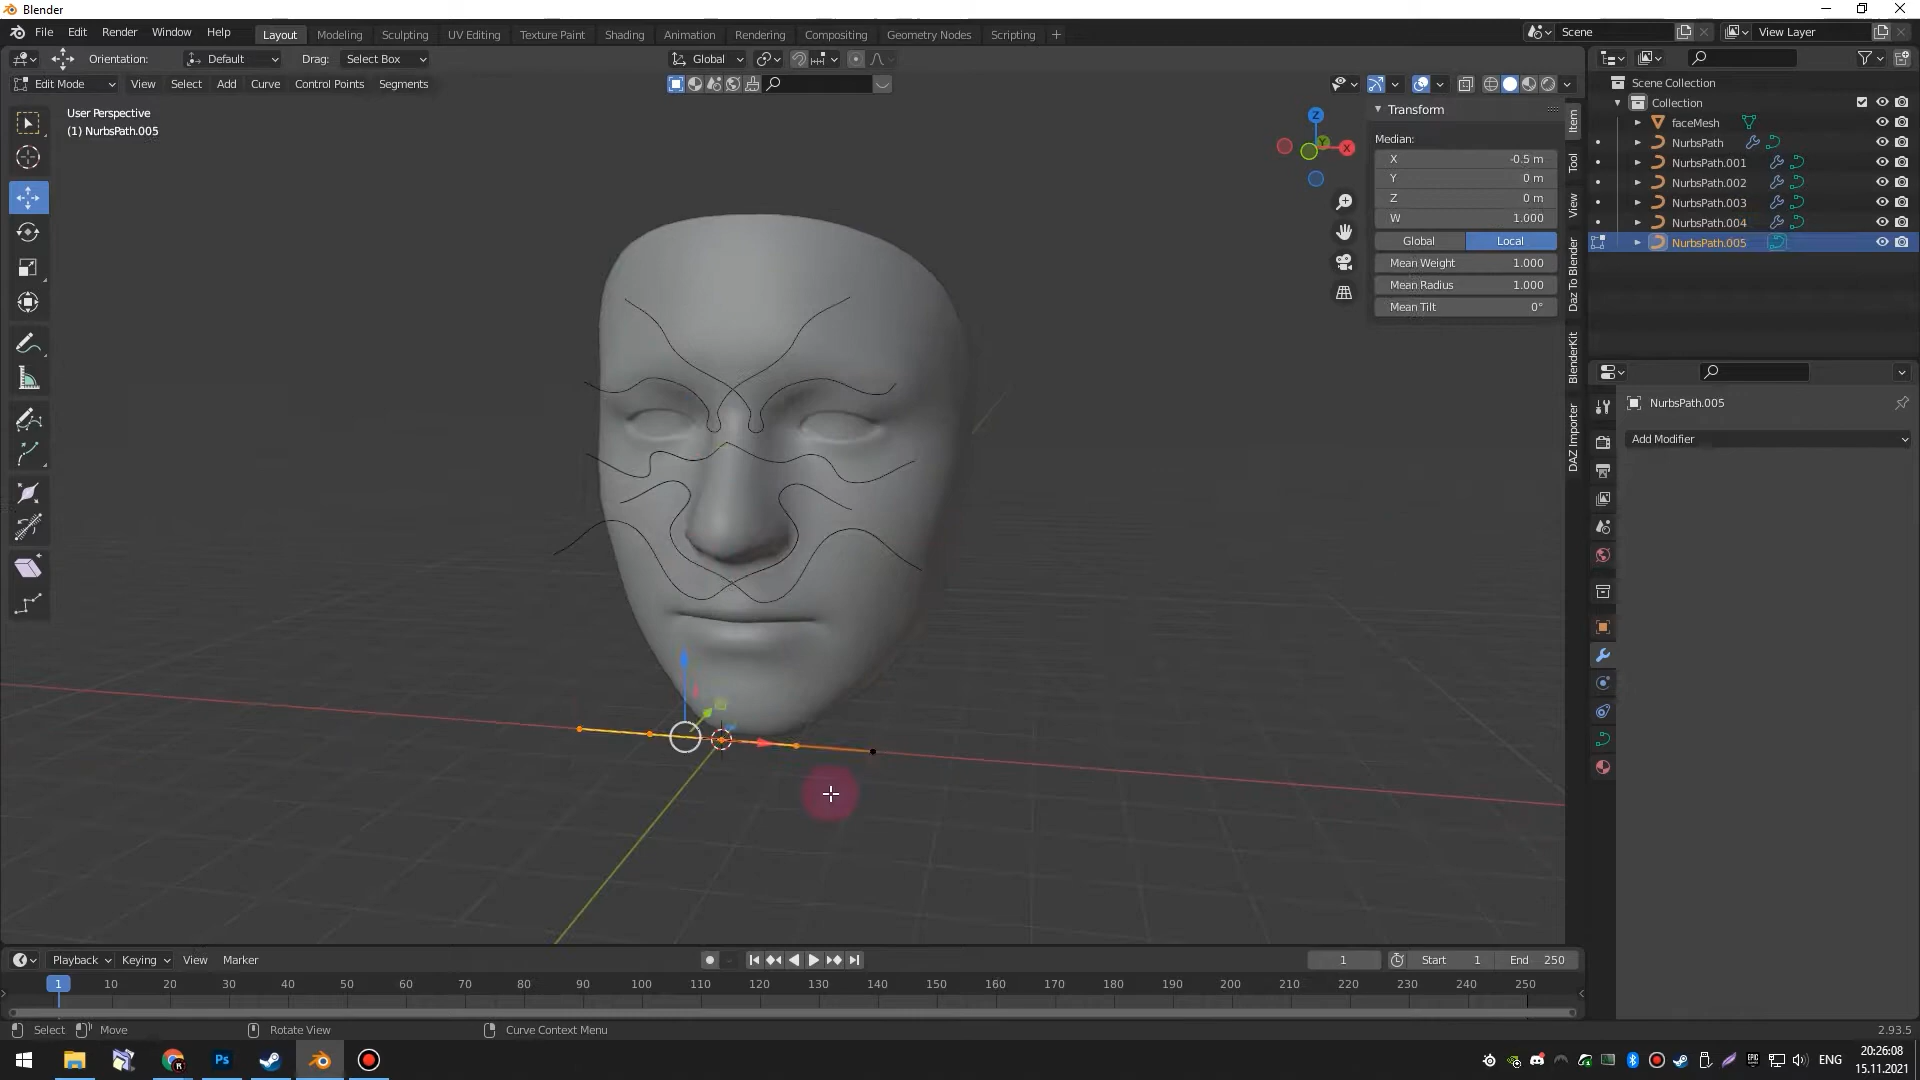 Blender
File Edit Render Window Help Layout Modeling Sculpting UV Editing Texture Paint Shading Animation Rendering Compositing Geometry Nodes Scripting + Scene View Layer
Orientation: Default Drag: Select Box Global
Edit Mode View Select Add Curve Control Points Segments
User Perspective
(1) NurbsPath.005
Z
Y
X
Transform
Median:
X -0.5 m
Y 0 m
Z 0 m
W 1.000
Global Local
Mean Weight 1.000
Mean Radius 1.000
Mean Tilt 0°
Item
Tool
View
Daz To Blender
BlenderKit
DAZ Importer
Scene Collection
Collection
faceMesh
NurbsPath
NurbsPath.001
NurbsPath.002
NurbsPath.003
NurbsPath.004
NurbsPath.005
NurbsPath.005
Add Modifier
Playback Keying View Marker 1 Start 1 End 250
1 10 20 30 40 50 60 70 80 90 100 110 120 130 140 150 160 170 180 190 200 210 220 230 240 250
Select Move Rotate View Curve Context Menu 2.93.5
Ps ENG 20:26:08
15.11.2021